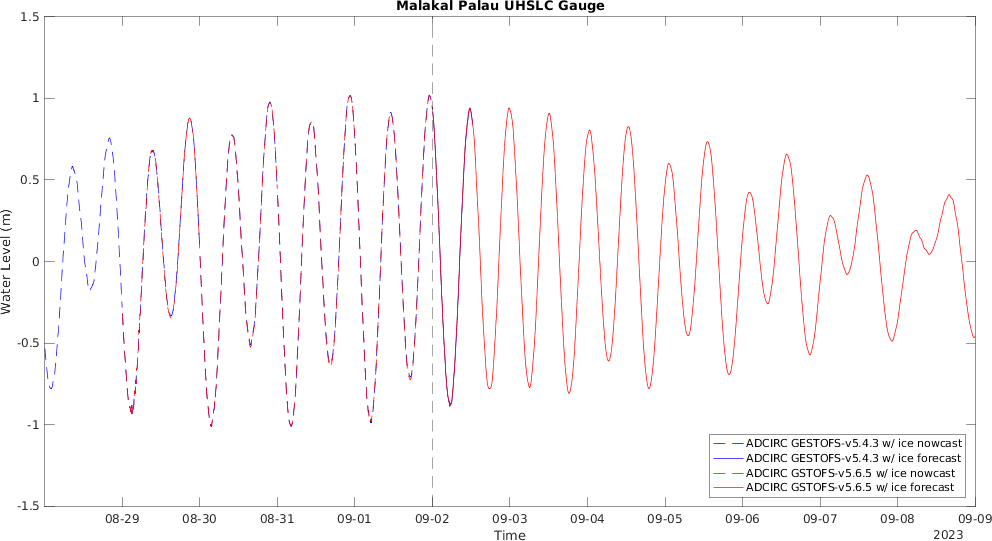 Malakal Palau UHSLC Gauge
1.5
1
0.5
0
-0.5
-1
-1.5
Water Level (m)
ADCIRC GESTOFS-v5.4.3 w/ ice nowcast
ADCIRC GESTOFS-v5.4.3 w/ ice forecast
ADCIRC GSTOFS-v5.6.5 w/ ice nowcast
ADCIRC GSTOFS-v5.6.5 w/ ice forecast
08-29 08-30 08-31 09-01 09-02 09-03 09-04 09-05 09-06 09-07 09-08 09-09
Time
2023